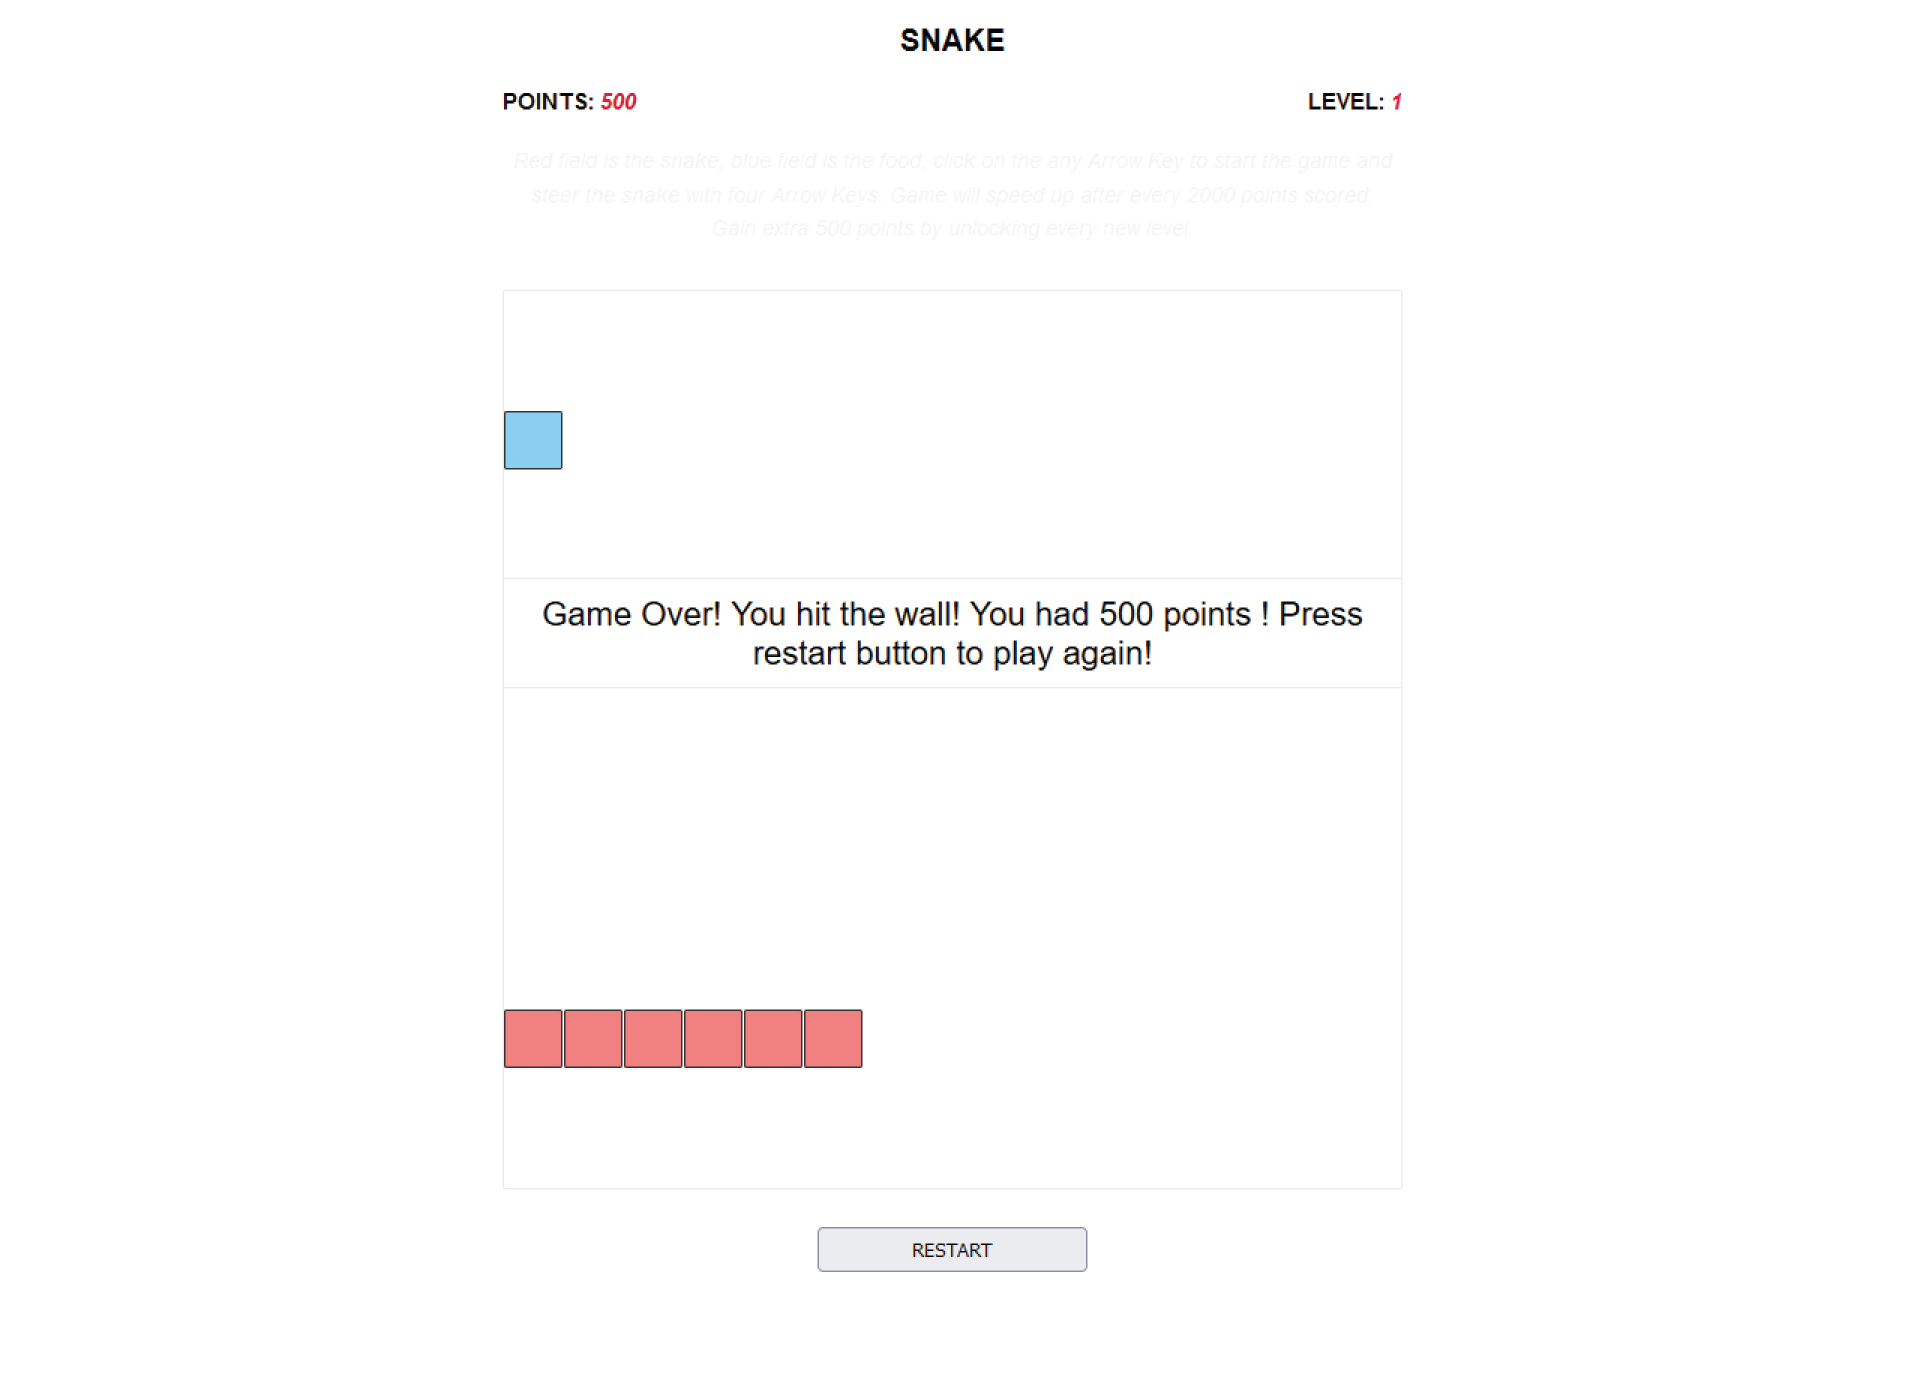 SNAKE
POINTS: 500
LEVEL: 1
Red field is the snake, blue field is the food, click on the any Arrow Key to start the game and
steer the snake with four Arrow Keys. Game will speed up after every 2000 points scored.
Gain extra 500 points by unlocking every new level.
Game Over! You hit the wall! You had 500 points ! Press
restart button to play again!
RESTART